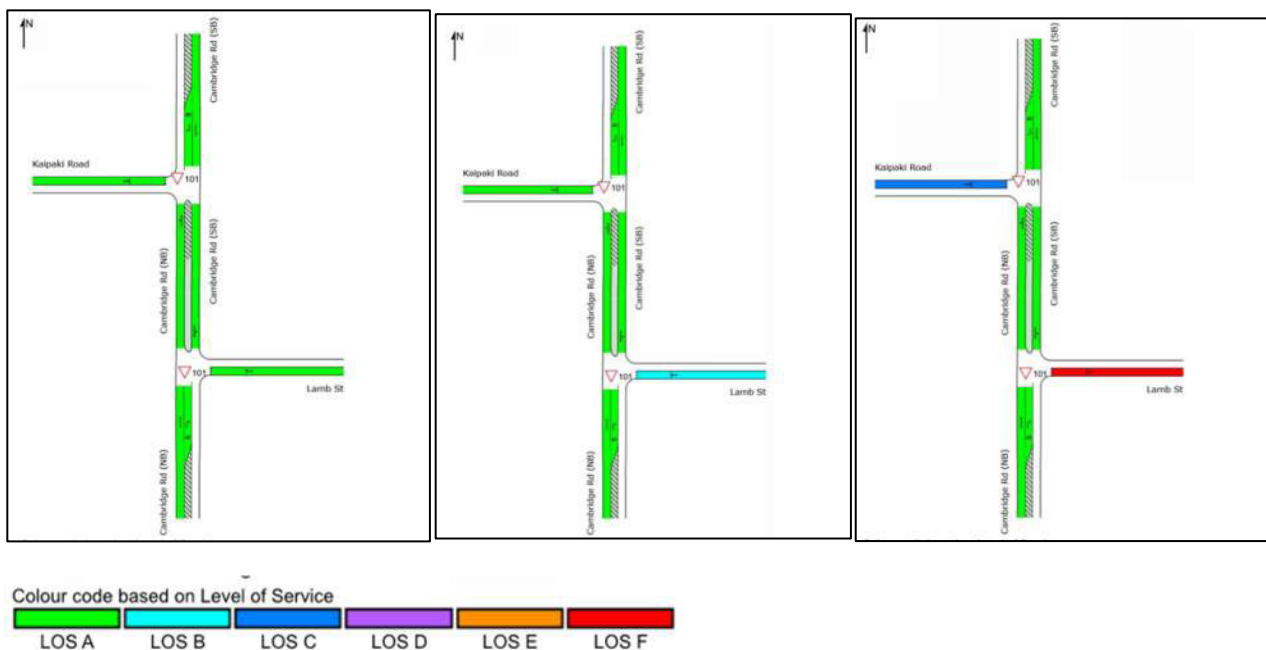 N
Cambridge Rd (SB)
Kaipaki Road
101
Cambridge Rd (SB)
Cambridge Rd (NB)
101
Lamb St
Cambridge Rd (NB)
N
Cambridge Rd (SB)
Kaipaki Road
101
Cambridge Rd (SB)
Cambridge Rd (NB)
101
Lamb St
Cambridge Rd (NB)
N
Cambridge Rd (SB)
Kaipaki Road
101
Cambridge Rd (SB)
Cambridge Rd (NB)
101
Lamb St
Cambridge Rd (NB)
Colour code based on Level of Service
LOS A LOS B LOS C LOS D LOS E LOS F